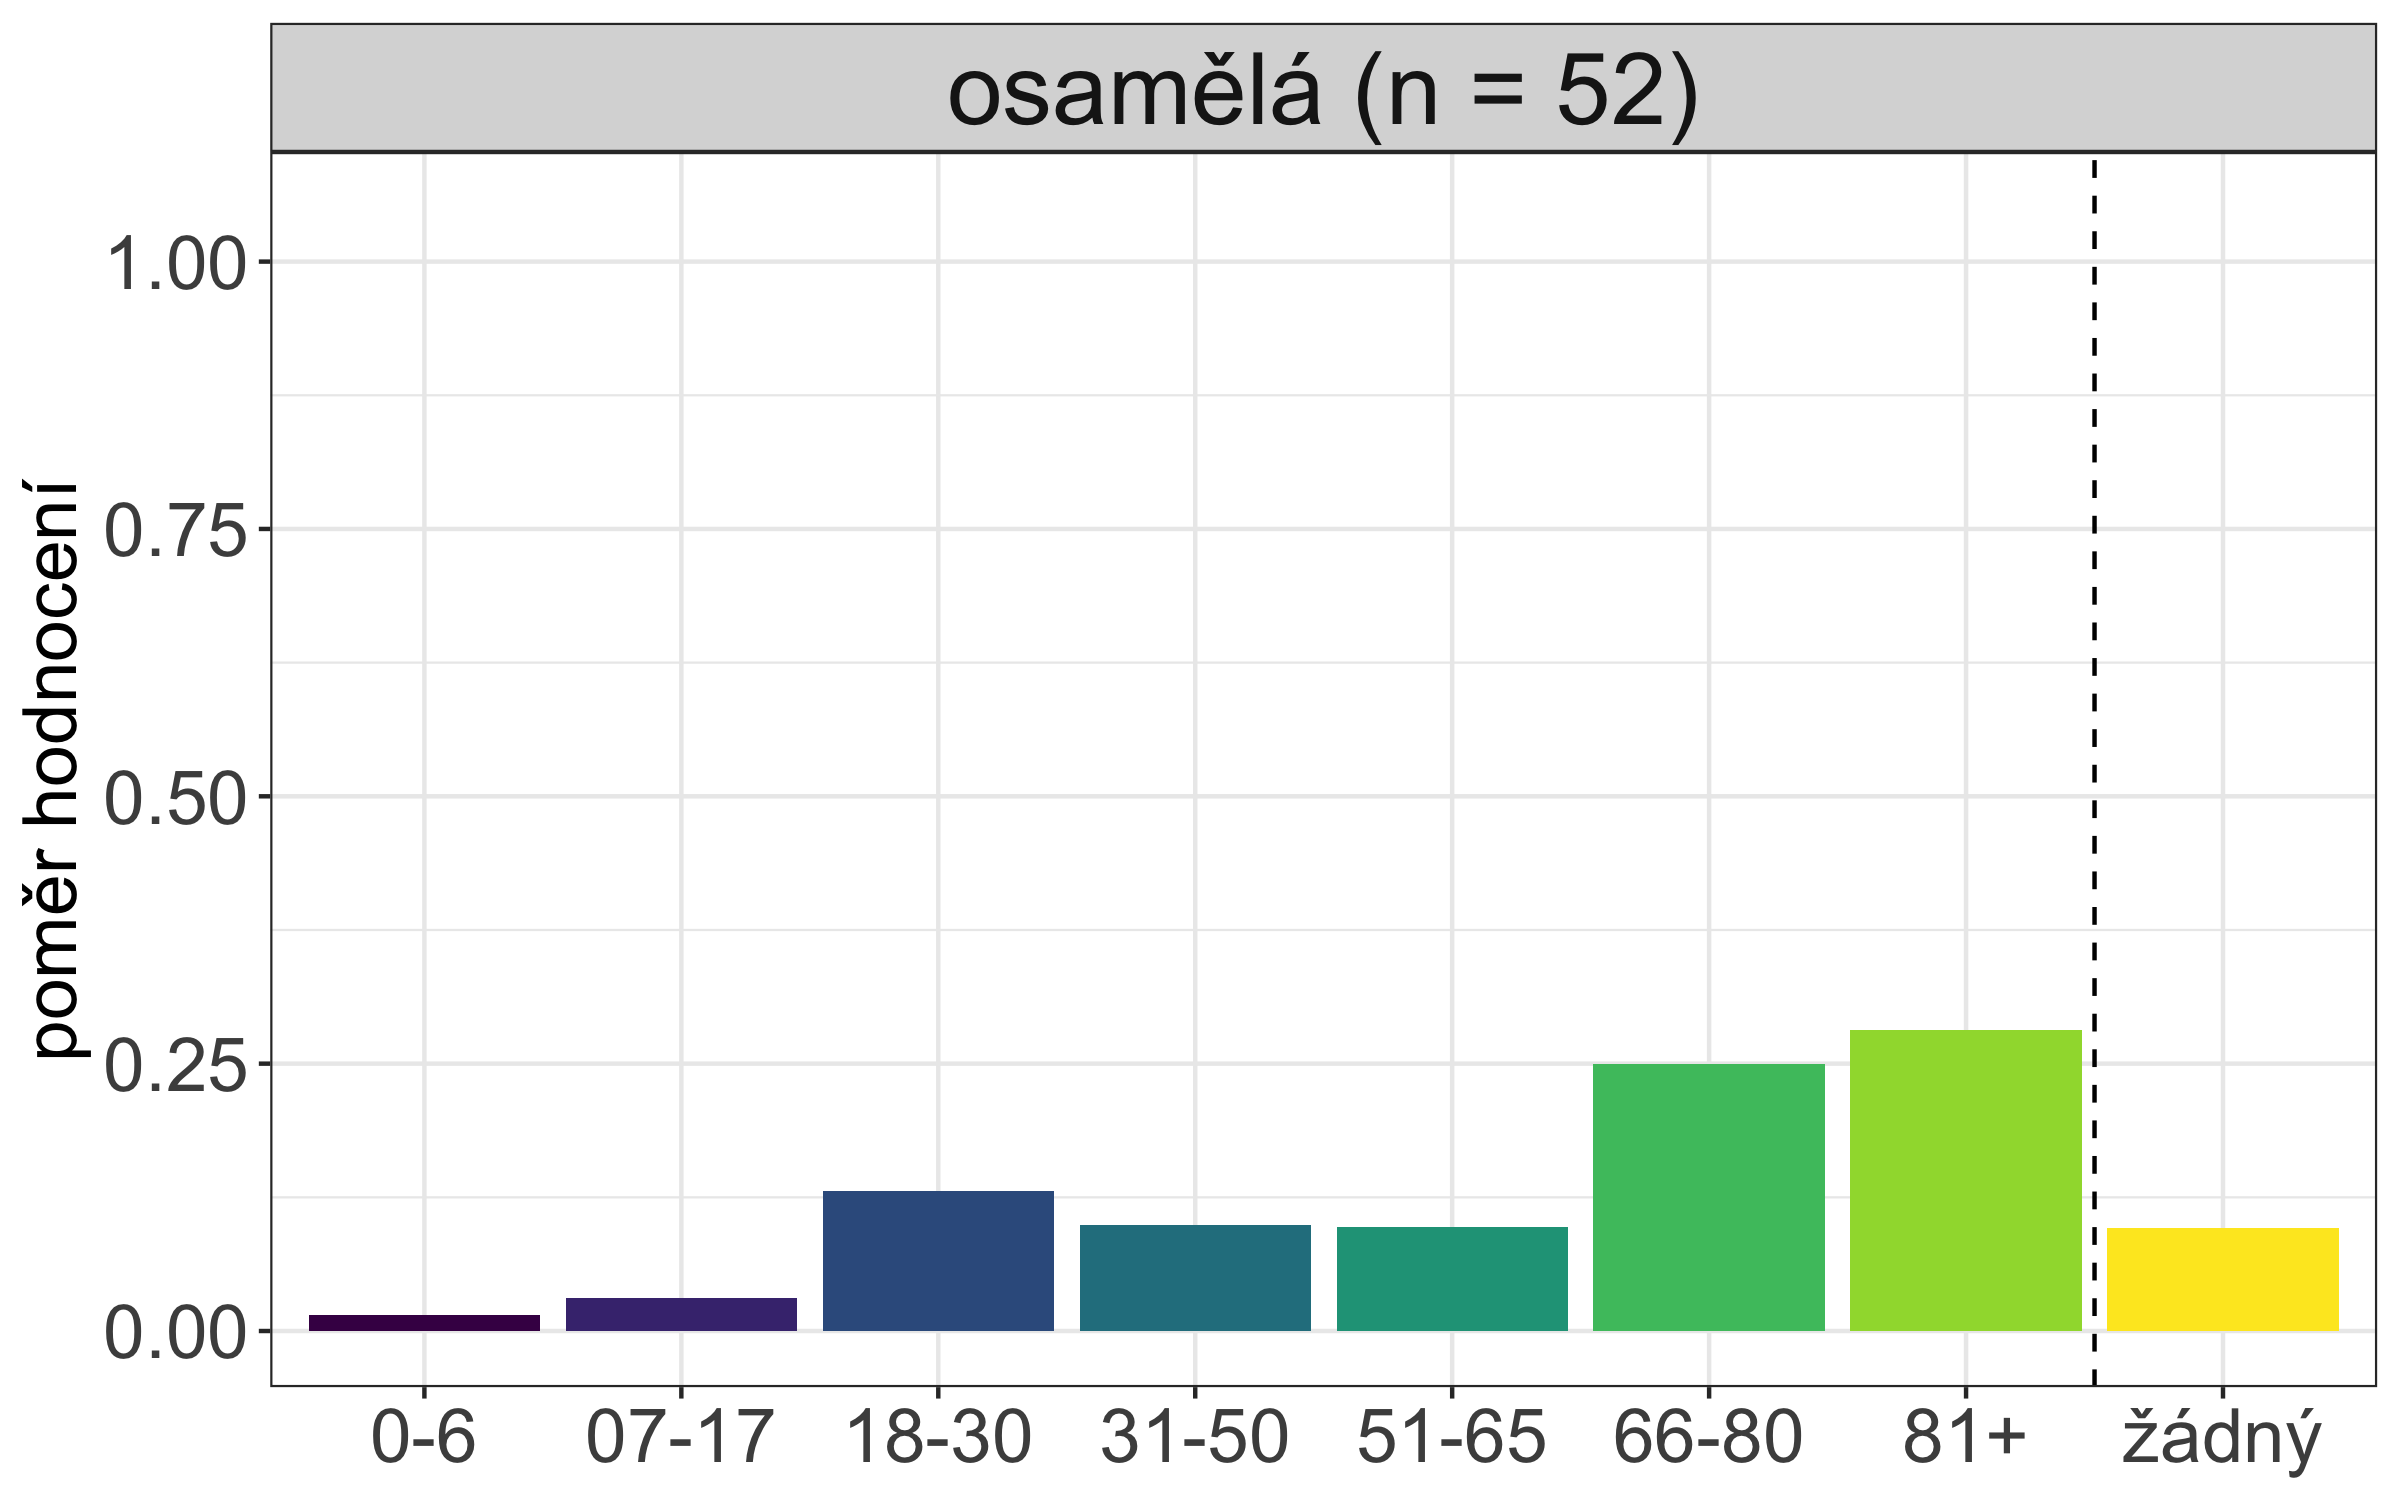 osamělá (n = 52)
poměr hodnocení
1.00
0.75
0.50
0.25
0.00
0-6 07-17 18-30 31-50 51-65 66-80 81+ žádný